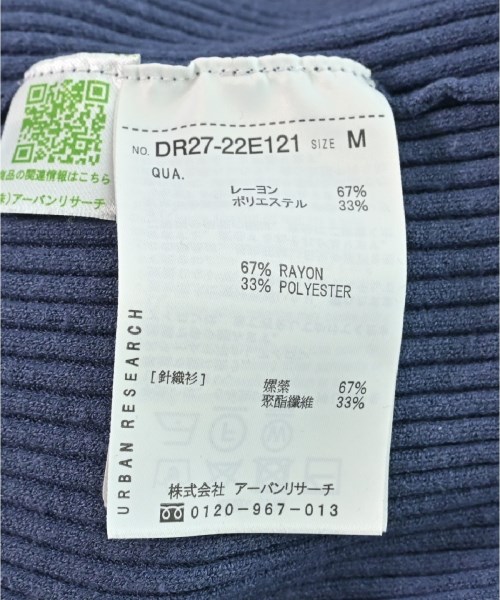 商品の関連情報はこちら
株)アーバンリサーチ
NO. DR27-22E121 SIZE M
QUA.
レーヨン 67%
ポリエステル 33%
67% RAYON
33% POLYESTER
URBAN RESEARCH
[針織衫]
嫘縈 67%
聚酯纖維 33%
株式会社 アーバンリサーチ
0120-967-013